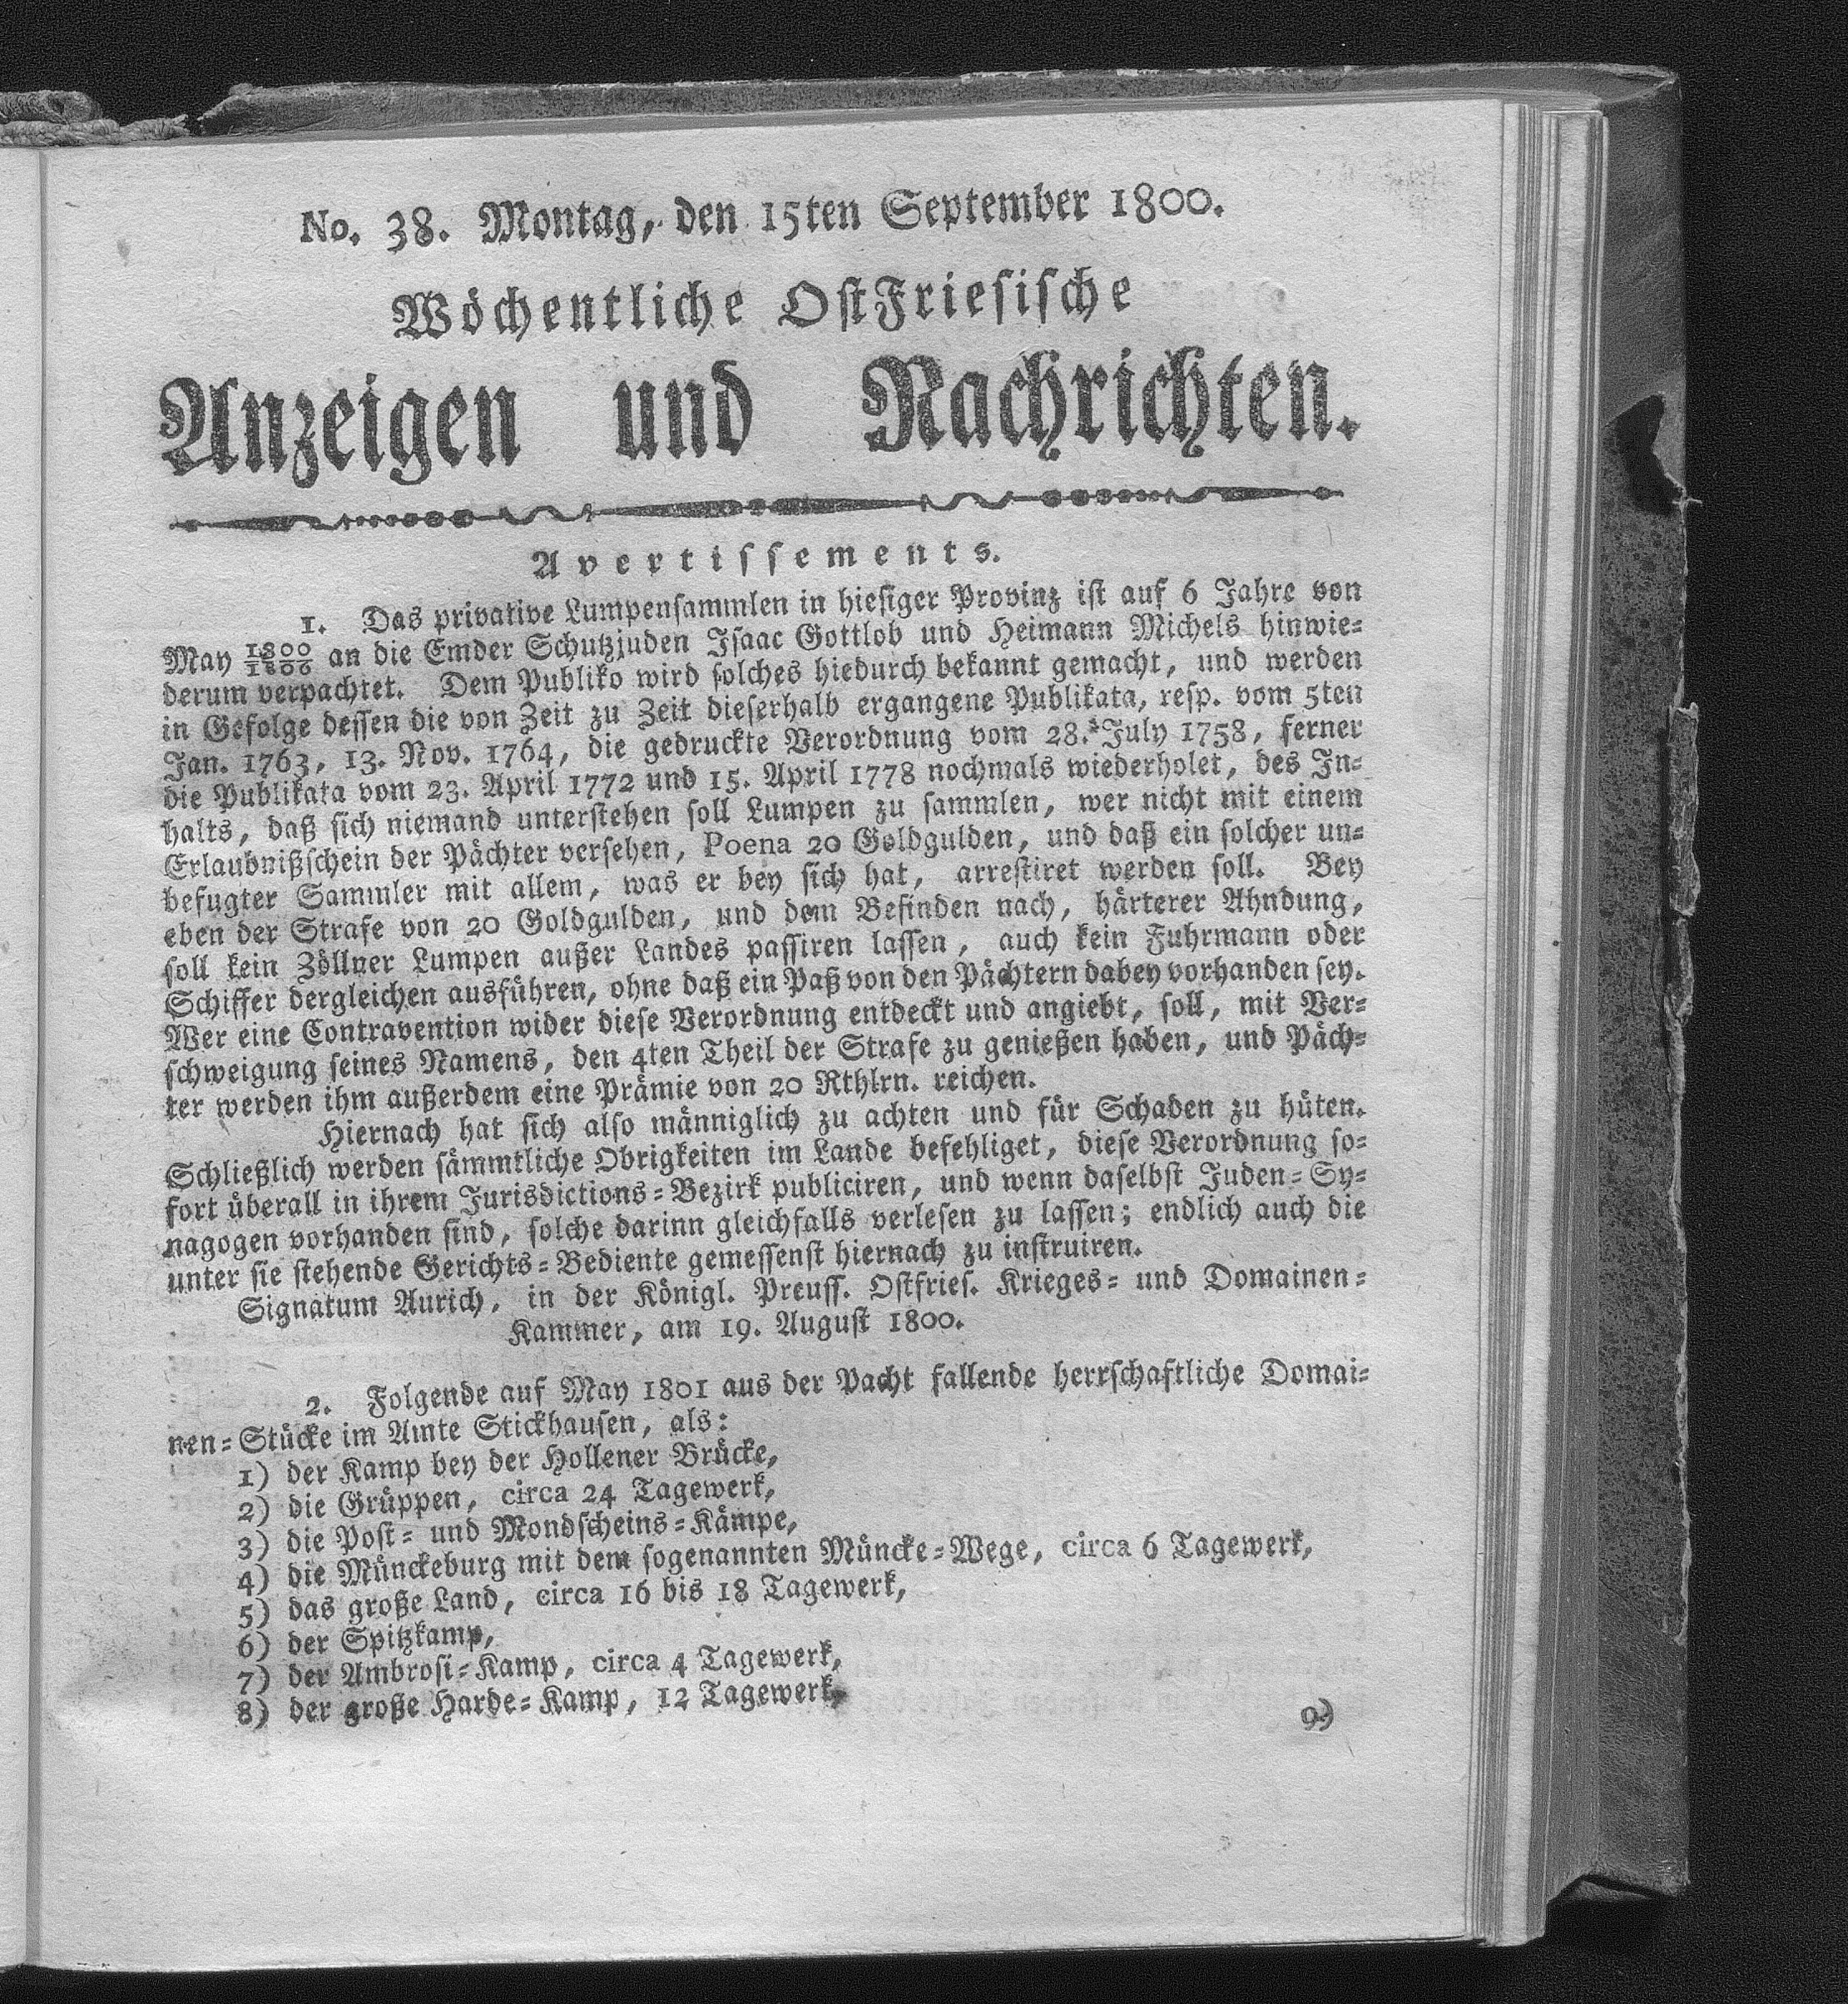 No. 38. Montag, den 15ten September 1800.
Wöchentliche OstFriesische
Anzeigen und Nachrichten.
Avertissements.
1. Das privative Lumpensammlen in hiesiger Provinz ist auf 6 Jahre von
May 1800/1806 an die Emder Schutzjuden Isaac Gottlob und Heimann Michels hinwie-
derum verpachtet. Dem Publiko wird solches hiedurch bekannt gemacht, und werden
in Gefolge dessen die von Zeit zu Zeit dieserhalb ergangene Publikata, resp. vom 5ten
Jan. 1763, 13. Nov. 1764, die gedruckte Verordnung vom 28. July 1758, ferner
die Publikata vom 23. April 1772 und 15. April 1778 nochmals wiederholet, des In-
halts, daß sich niemand unterstehen soll Lumpen zu sammlen, wer nicht mit einem
Erlaubnißschein der Pächter versehen, Poena 20 Goldgulden, und daß ein solcher un-
befugter Sammler mit allem, was er bey sich hat, arrestiret werden soll. Bey
eben der Strafe von 20 Goldgulden, und dem Befinden nach, härterer Ahndung,
soll kein Zöllner Lumpen außer Landes passiren lassen, auch kein Fuhrmann oder
Schiffer dergleichen ausführen, ohne daß ein Paß von den Pächtern dabey vorhanden sey.
Wer eine Contravention wider diese Verordnung entdeckt und angiebt, soll, mit Ver-
schweigung seines Namens, den 4ten Theil der Strafe zu genießen haben, und Päch-
ter werden ihm außerdem eine Prämie von 20 Rthlrn. reichen.
Hiernach hat sich also männiglich zu achten und für Schaden zu hüten.
Schließlich werden sämmtliche Obrigkeiten im Lande befehliget, diese Verordnung so-
fort überall in ihrem Jurisdictions-Bezirk publiciren, und wenn daselbst Juden-Sy-
nagogen vorhanden sind, solche darinn gleichfalls verlesen zu lassen; endlich auch die
unter sie stehende Gerichts-Bediente gemessenst hiernach zu instruiren.
Signatum Aurich, in der Königl. Preuss. Ostfries. Krieges- und Domainen-
Kammer, am 19. August 1800.
2. Folgende auf May 1801 aus der Pacht fallende herrschaftliche Domai-
nen-Stücke im Amte Stickhausen, als:
1) der Kamp bey der Hollener Brücke,
2) die Grüppen, circa 24 Tagewerk,
3) die Post- und Mondscheins-Kämpe,
4) die Münckeburg mit dem sogenannten Müncke-Wege, circa 6 Tagewerk,
5) das große Land, circa 16 bis 18 Tagewerk,
6) der Spitzkamp,
7) der Ambrosi-Kamp, circa 4 Tagewerk,
8) der große Harde-Kamp, 12 Tagewerk,
9)